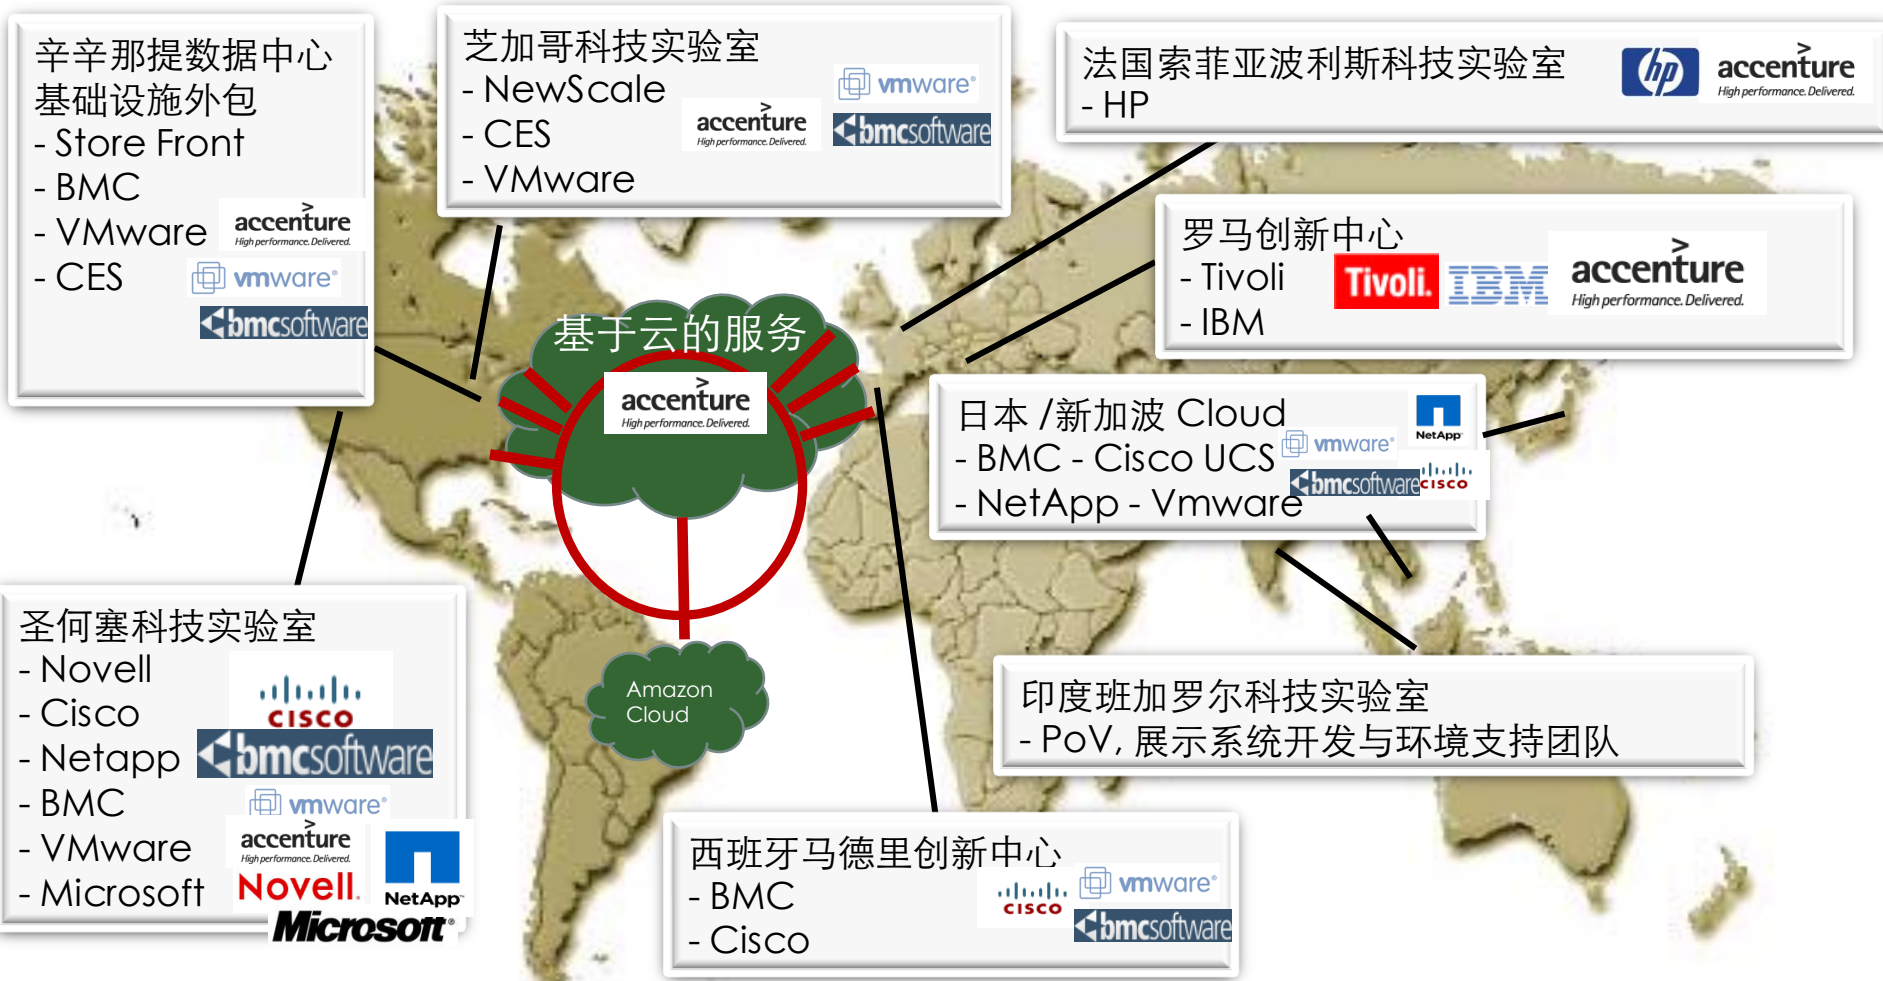 辛辛那提数据中心
基础设施外包
- Store Front
- BMC
- VMware
- CES
accenture
High performance. Delivered.
vmware®
bmcsoftware
芝加哥科技实验室
- NewScale
- CES
- VMware
accenture
High performance. Delivered.
vmware®
bmcsoftware
法国索菲亚波利斯科技实验室
- HP
hp
accenture
High performance. Delivered.
罗马创新中心
- Tivoli
- IBM
Tivoli.
IBM
accenture
High performance. Delivered.
基于云的服务
accenture
High performance. Delivered.
日本 /新加波 Cloud
- BMC - Cisco UCS
- NetApp - Vmware
vmware®
NetApp
bmcsoftware
cisco
圣何塞科技实验室
- Novell
- Cisco
- Netapp
- BMC
- VMware
- Microsoft
CISCO
bmcsoftware
vmware®
accenture
High performance. Delivered.
Novell.
NetApp
Microsoft®
Amazon
Cloud
印度班加罗尔科技实验室
- PoV, 展示系统开发与环境支持团队
西班牙马德里创新中心
- BMC
- Cisco
CISCO
vmware®
bmcsoftware